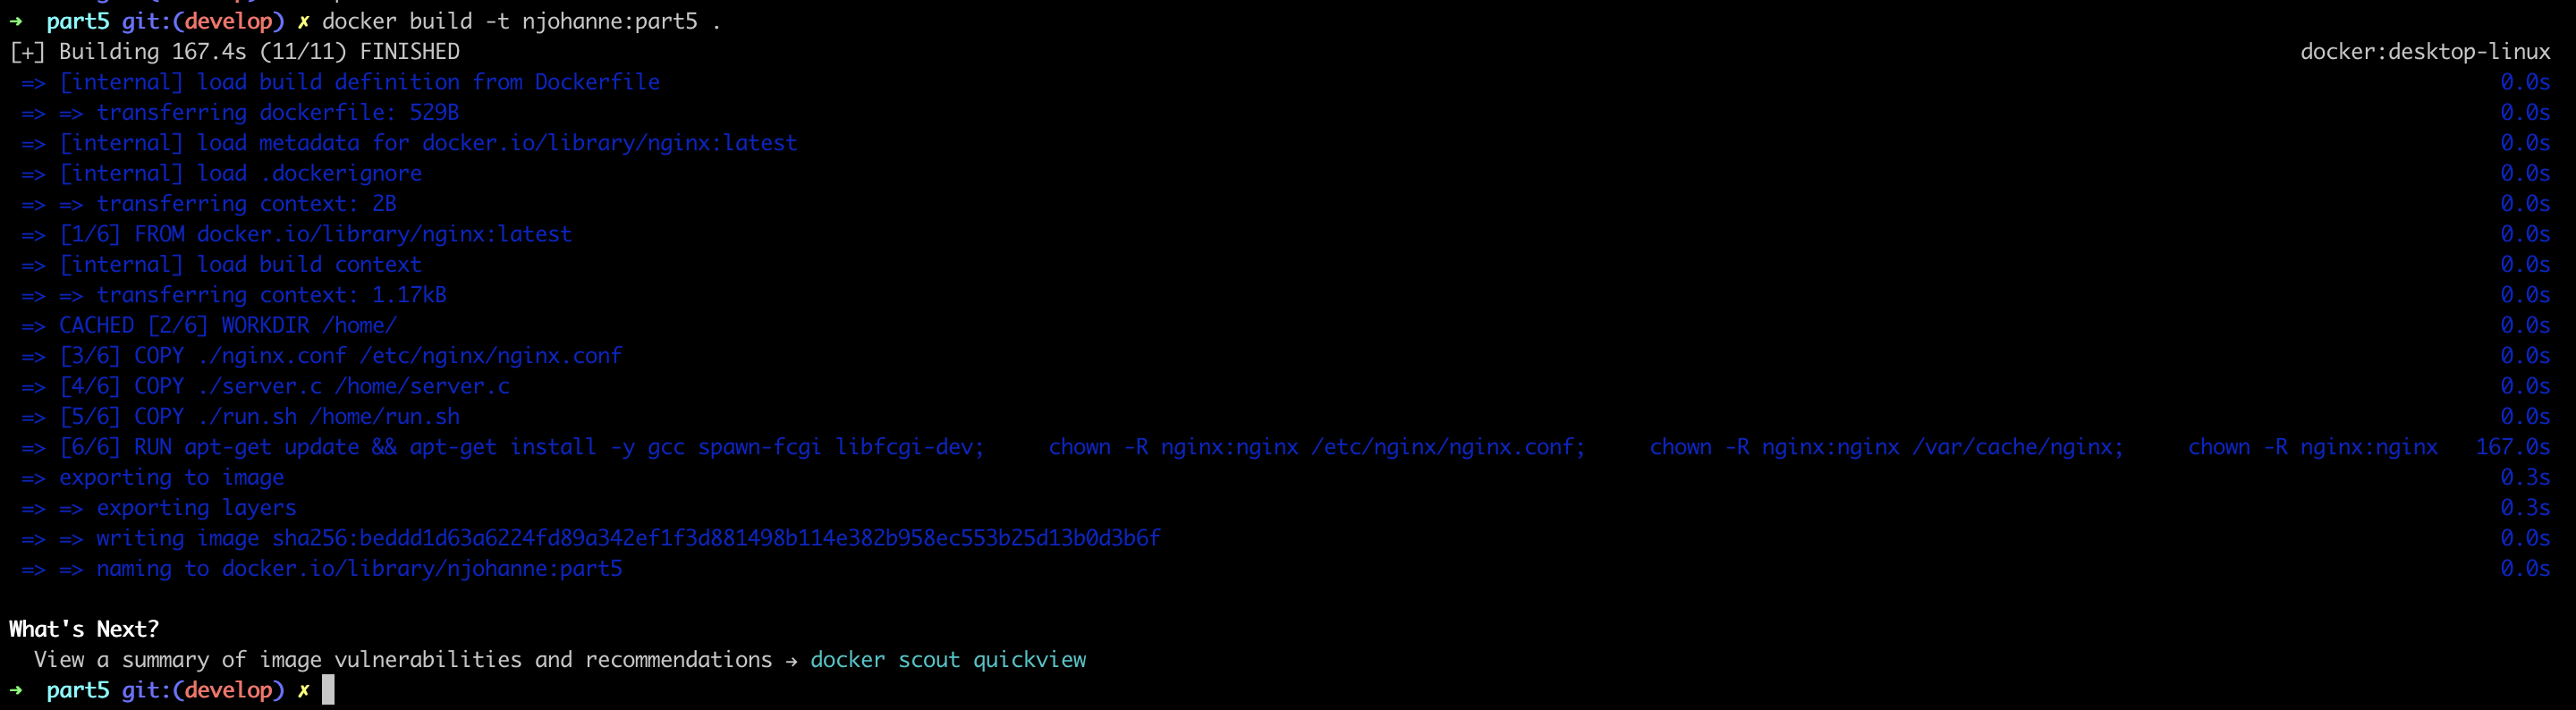 ➜  part5 git:(develop) ✗ docker build -t njohanne:part5 .
[+] Building 167.4s (11/11) FINISHED docker:desktop-linux
=> [internal] load build definition from Dockerfile 0.0s
=> => transferring dockerfile: 529B 0.0s
=> [internal] load metadata for docker.io/library/nginx:latest 0.0s
=> [internal] load .dockerignore 0.0s
=> => transferring context: 2B 0.0s
=> [1/6] FROM docker.io/library/nginx:latest 0.0s
=> [internal] load build context 0.0s
=> => transferring context: 1.17kB 0.0s
=> CACHED [2/6] WORKDIR /home/ 0.0s
=> [3/6] COPY ./nginx.conf /etc/nginx/nginx.conf 0.0s
=> [4/6] COPY ./server.c /home/server.c 0.0s
=> [5/6] COPY ./run.sh /home/run.sh 0.0s
=> [6/6] RUN apt-get update && apt-get install -y gcc spawn-fcgi libfcgi-dev;     chown -R nginx:nginx /etc/nginx/nginx.conf;     chown -R nginx:nginx /var/cache/nginx;     chown -R nginx:nginx 167.0s
=> exporting to image 0.3s
=> => exporting layers 0.3s
=> => writing image sha256:beddd1d63a6224fd89a342ef1f3d881498b114e382b958ec553b25d13b0d3b6f 0.0s
=> => naming to docker.io/library/njohanne:part5 0.0s
What's Next?
View a summary of image vulnerabilities and recommendations → docker scout quickview
➜  part5 git:(develop) ✗